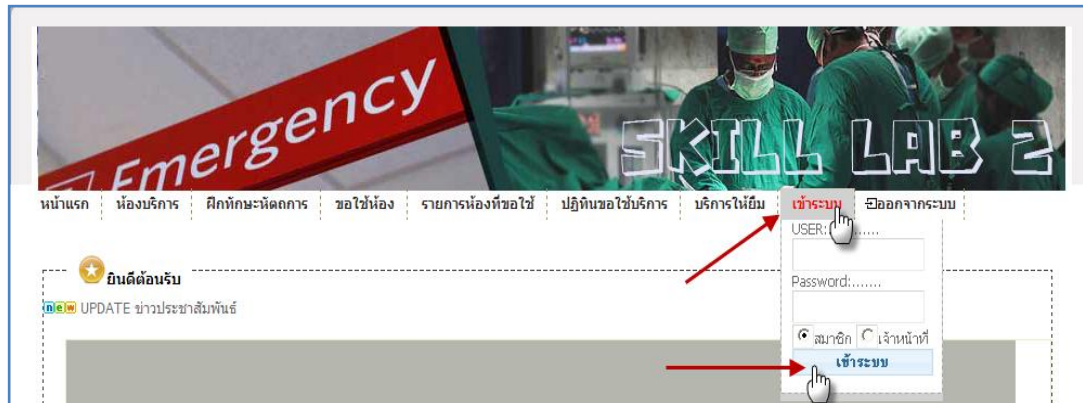 Emergency
SKILL LAB 2
หน้าแรก ห้องบริการ ฝึกทักษะหัตถการ ขอใช้ห้อง รายการห้องที่ขอใช้ ปฏิทินขอใช้บริการ บริการให้ยืม เข้าระบบ ออกจากระบบ
USER:..........
ยินดีต้อนรับ
Password:.......
new UPDATE ข่าวประชาสัมพันธ์
สมาชิก เจ้าหน้าที่
เข้าระบบ